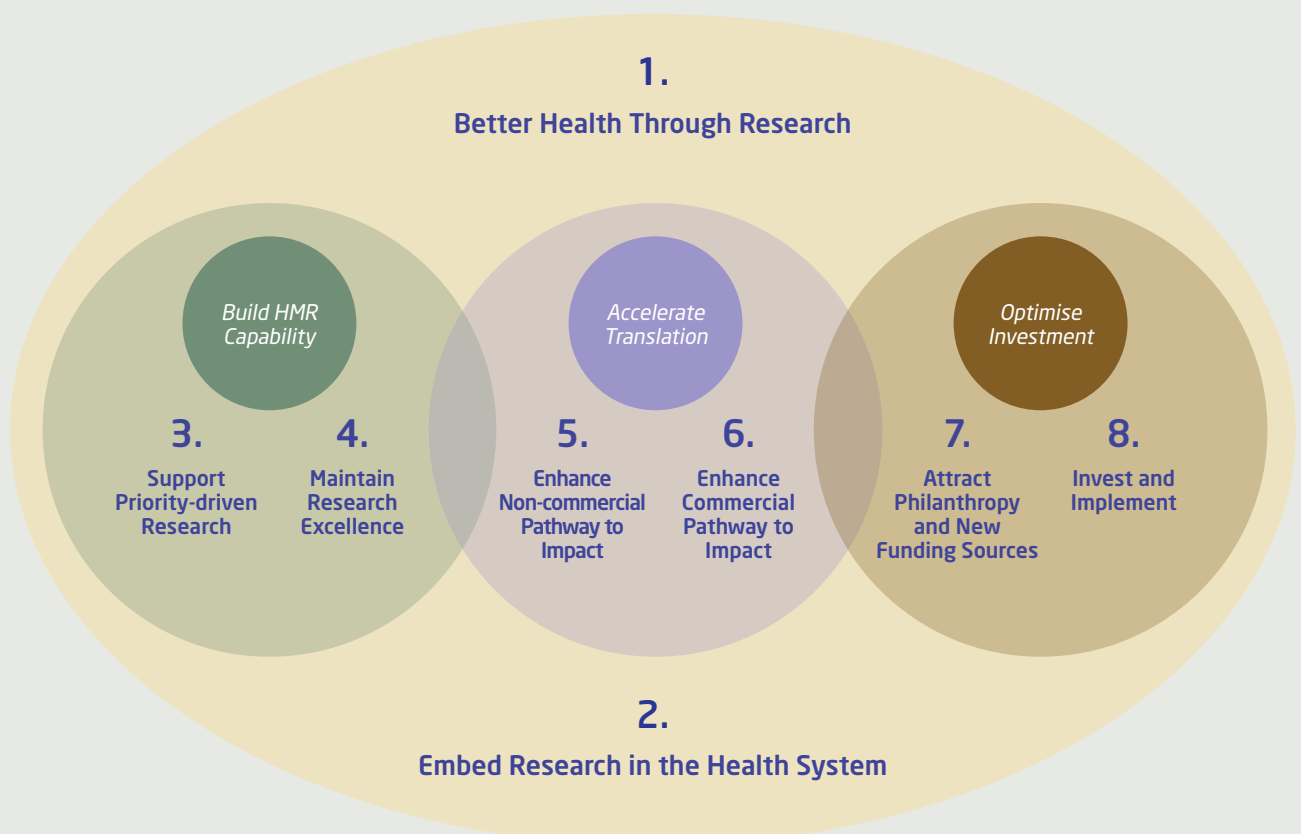 1.
Better Health Through Research
Build HMR
Capability
3.
Support
Priority-driven
Research
4.
Maintain
Research
Excellence
Accelerate
Translation
5.
Enhance
Non-commercial
Pathway to
Impact
6.
Enhance
Commercial
Pathway to
Impact
Optimise
Investment
7.
Attract
Philanthropy
and New
Funding Sources
8.
Invest and
Implement
2.
Embed Research in the Health System